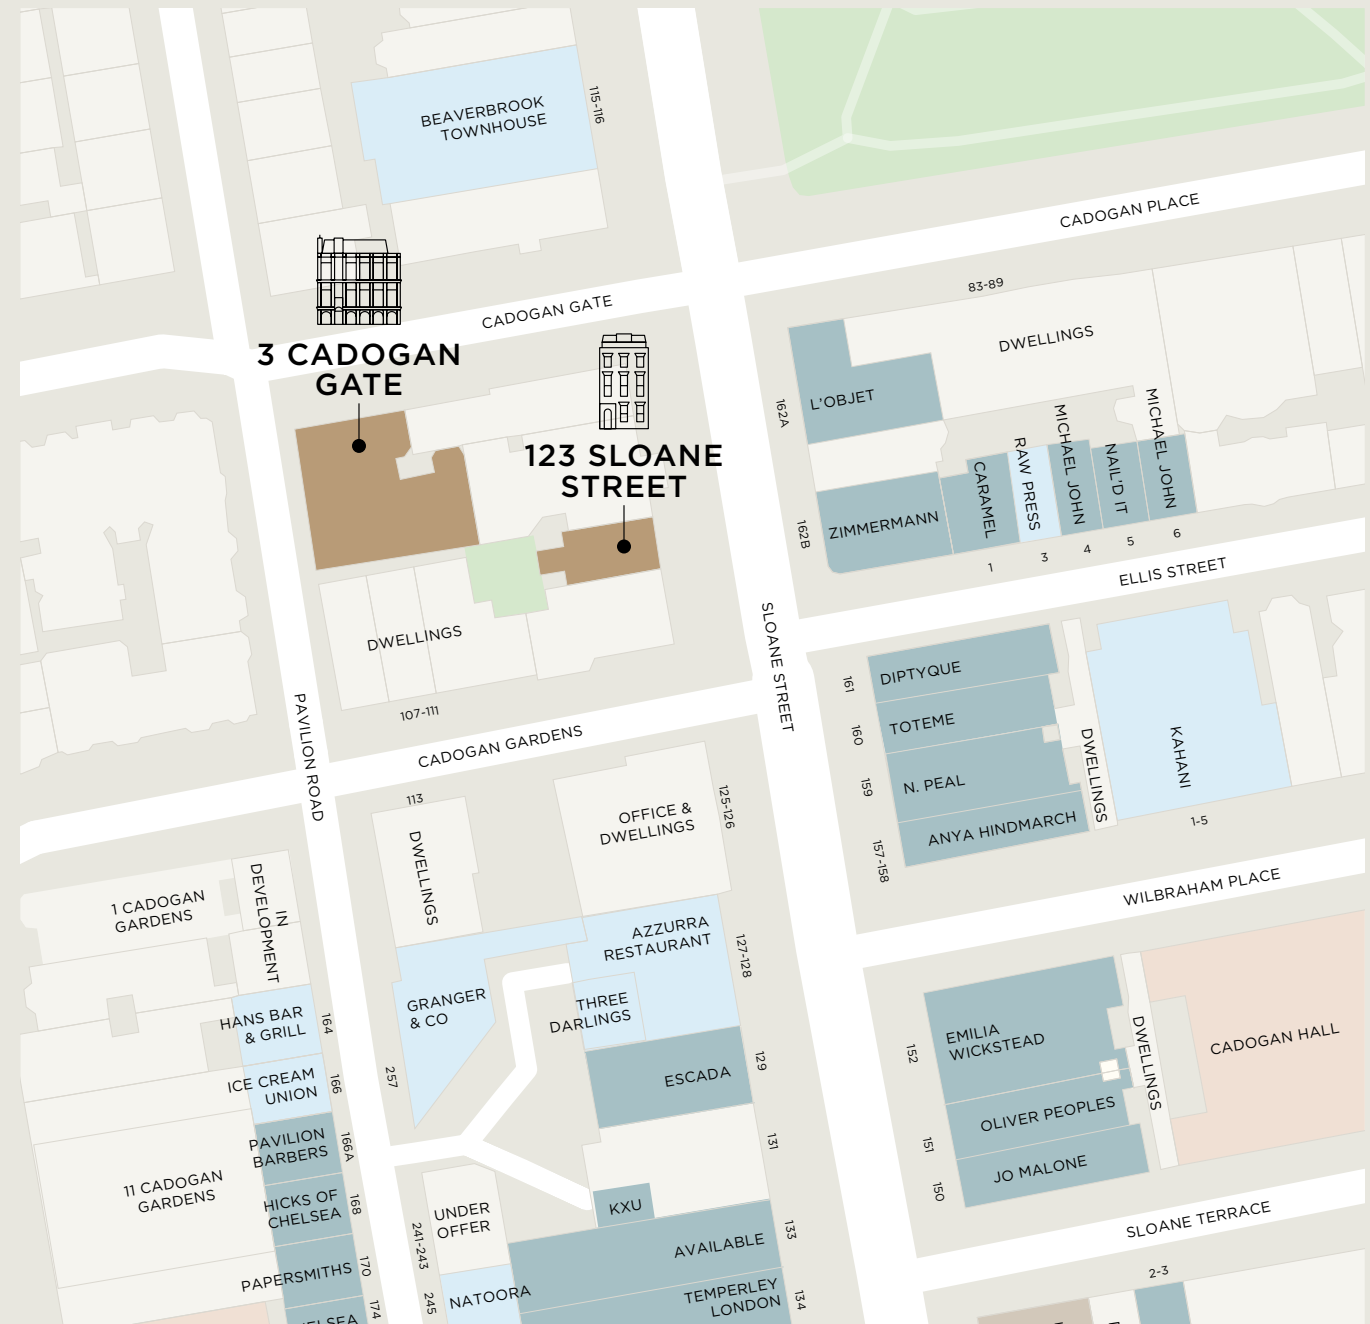 BEAVERBROOK
TOWNHOUSE
115-116
CADOGAN PLACE
CADOGAN GATE
3 CADOGAN
GATE
123 SLOANE
STREET
83-89
DWELLINGS
L'OBJET
162A
ZIMMERMANN
162B
CARAMEL
RAW PRESS
MICHAEL JOHN
NAIL'D IT
MICHAEL JOHN
1
3
4
5
6
ELLIS STREET
DWELLINGS
107-111
SLOANE STREET
PAVILION ROAD
CADOGAN GARDENS
DIPTYQUE
161
TOTEME
160
N. PEAL
159
ANYA HINDMARCH
157-158
DWELLINGS
KAHANI
1-5
WILBRAHAM PLACE
113
DWELLINGS
OFFICE &
DWELLINGS
125-126
1 CADOGAN
GARDENS
IN
DEVELOPMENT
AZZURRA
RESTAURANT
127-128
GRANGER
& CO
THREE
DARLINGS
257
HANS BAR
& GRILL
164
ICE CREAM
UNION
166
ESCADA
129
PAVILION
BARBERS
166A
131
11 CADOGAN
GARDENS
HICKS OF
CHELSEA
168
UNDER
OFFER
241-243
KXU
AVAILABLE
133
PAPERSMITHS
170
NATOORA
245
TEMPERLEY
LONDON
134
174
ELSEA
EMILIA
WICKSTEAD
152
OLIVER PEOPLES
151
JO MALONE
150
DWELLINGS
CADOGAN HALL
SLOANE TERRACE
2-3